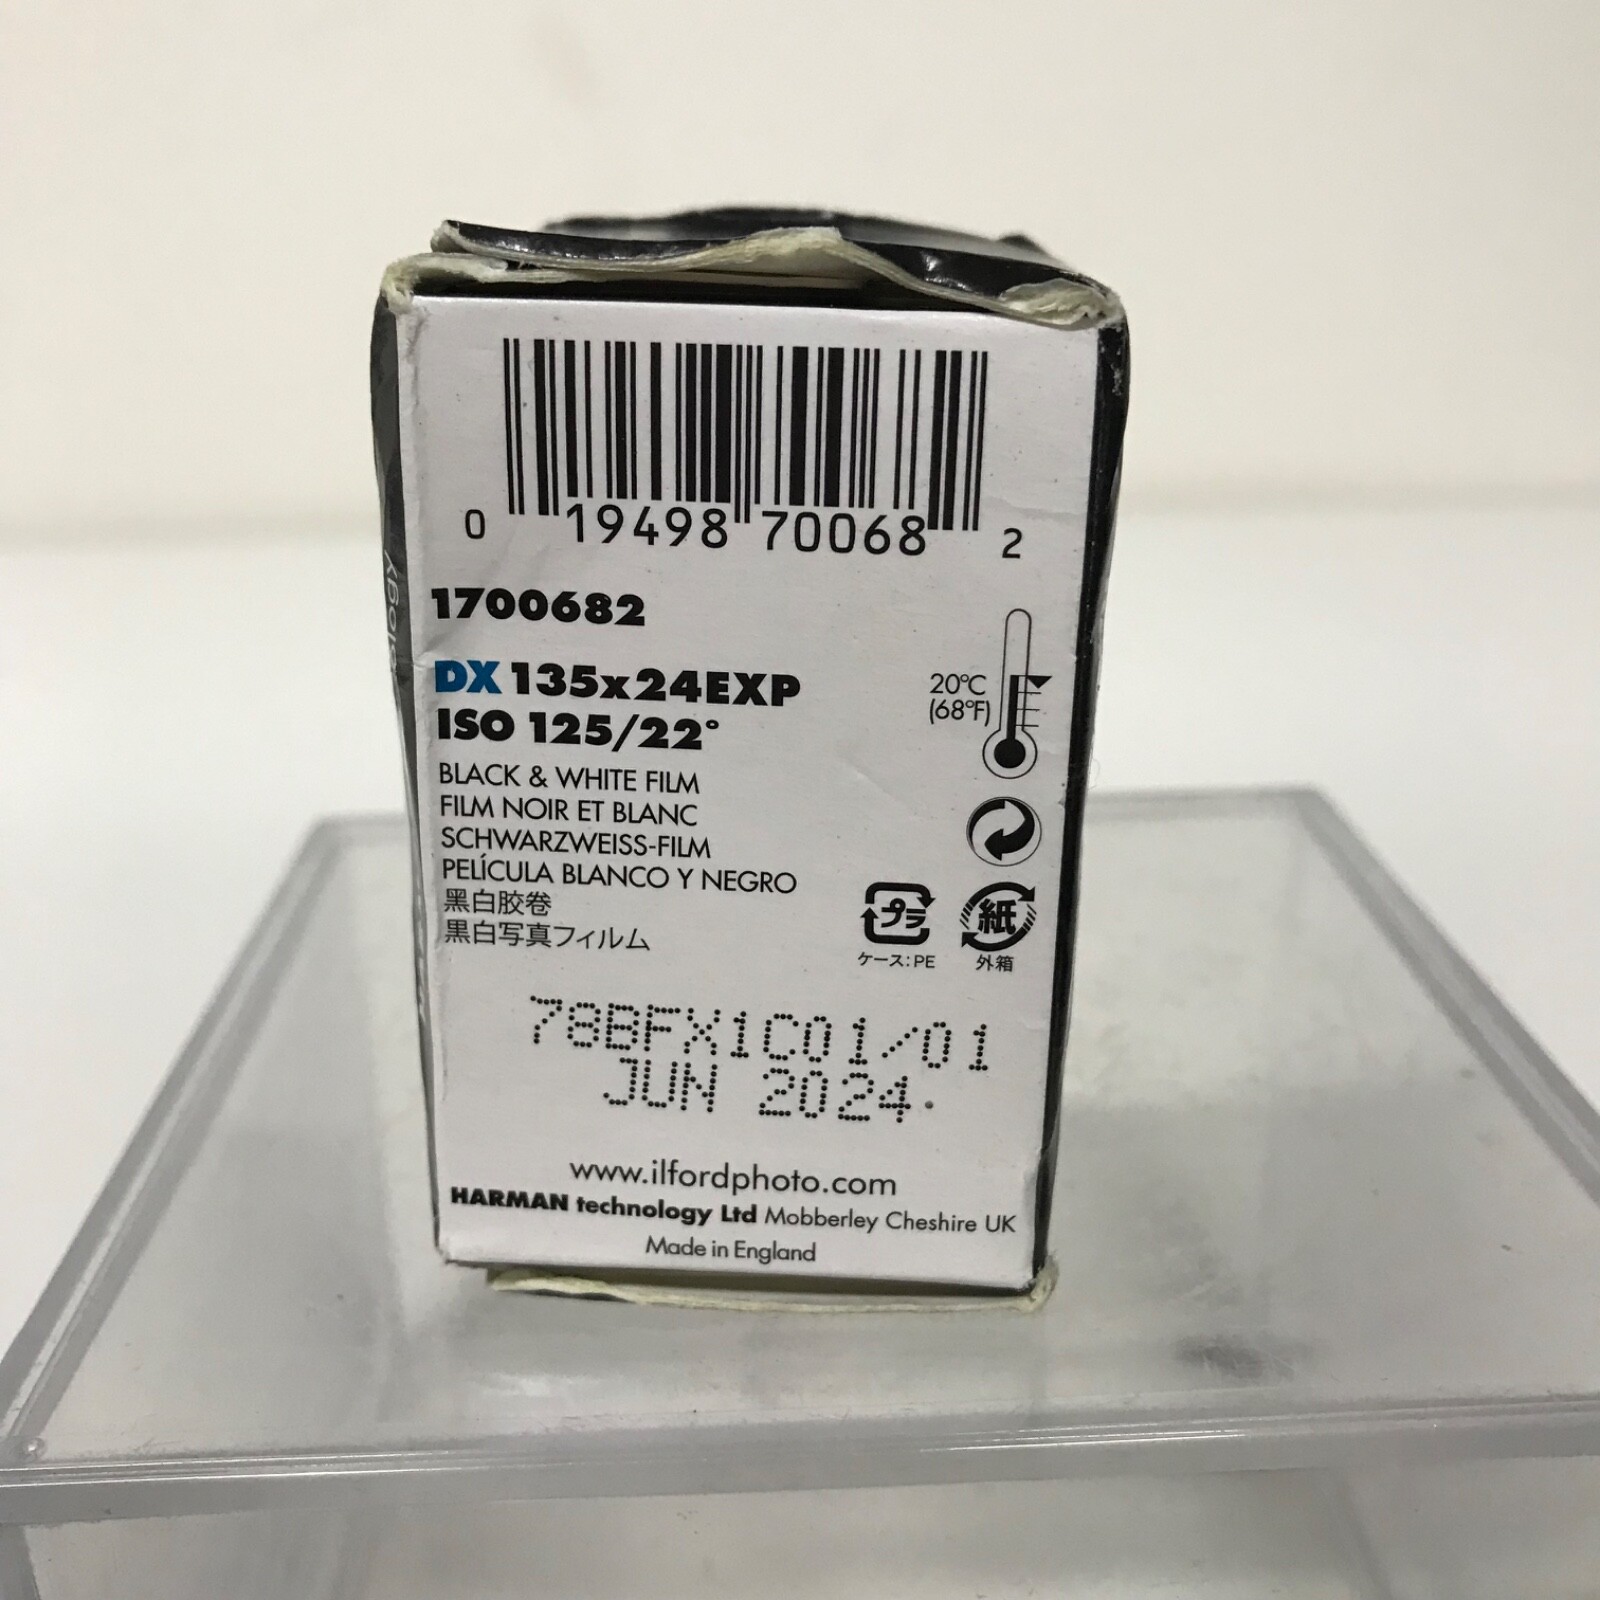 0 19498 70068 2
1700682
DX 135x24EXP
ISO 125/22°
20°C
(68°F)
BLACK & WHITE FILM
FILM NOIR ET BLANC
SCHWARZWEISS-FILM
PELÍCULA BLANCO Y NEGRO
黑白胶卷
黒白写真フィルム
プラ
ケース:PE
紙
外箱
78BFX1C01/01
JUN 2024
www.ilfordphoto.com
HARMAN technology Ltd Mobberley Cheshire UK
Made in England